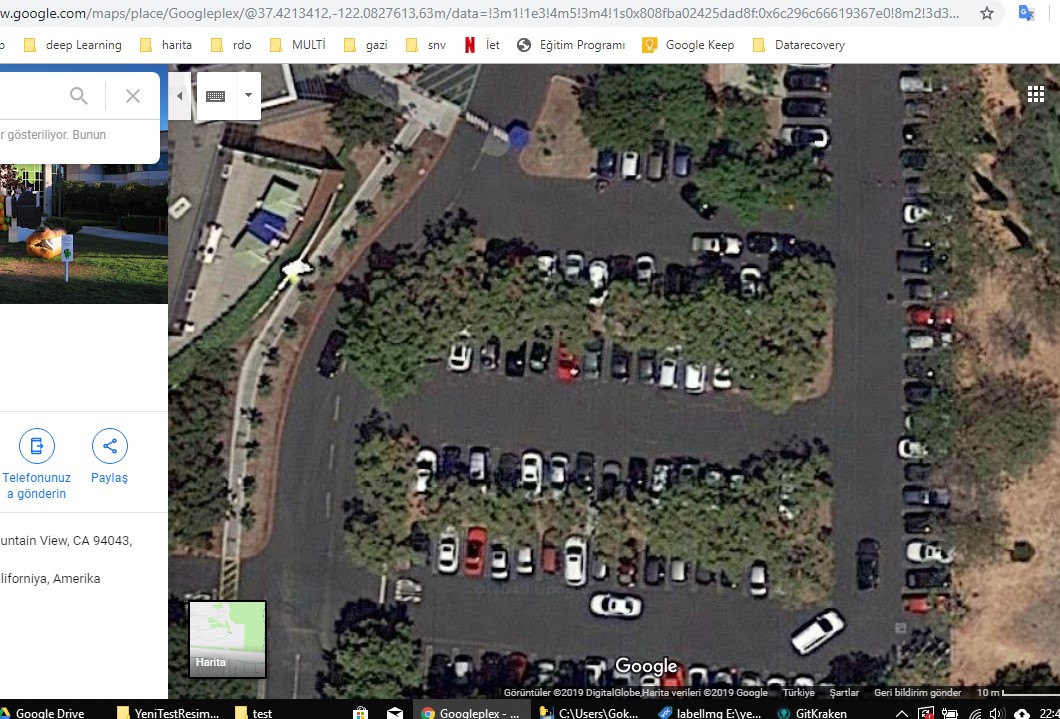 w.google.com/maps/place/Googleplex/@37.4213412,-122.0827613,63m/data=!3m1!1e3!4m5!3m4!1s0x808fba02425dad8f:0x6c296c66619367e0!8m2!3d3...
p deep Learning harita rdo MULTİ gazi snv İet Eğitim Programı Google Keep Datarecovery
r gösteriliyor. Bunun
Telefonunuz
a gönderin
Paylaş
untain View, CA 94043,
liforniya, Amerika
Harita
Google
Görüntüler ©2019 DigitalGlobe,Harita verileri ©2019 Google Türkiye Şartlar Geri bildirim gönder 10 m
Google Drive YeniTestResim... test Googleplex - ... C:\Users\Gok... labelImg E:\ye... GitKraken 22: